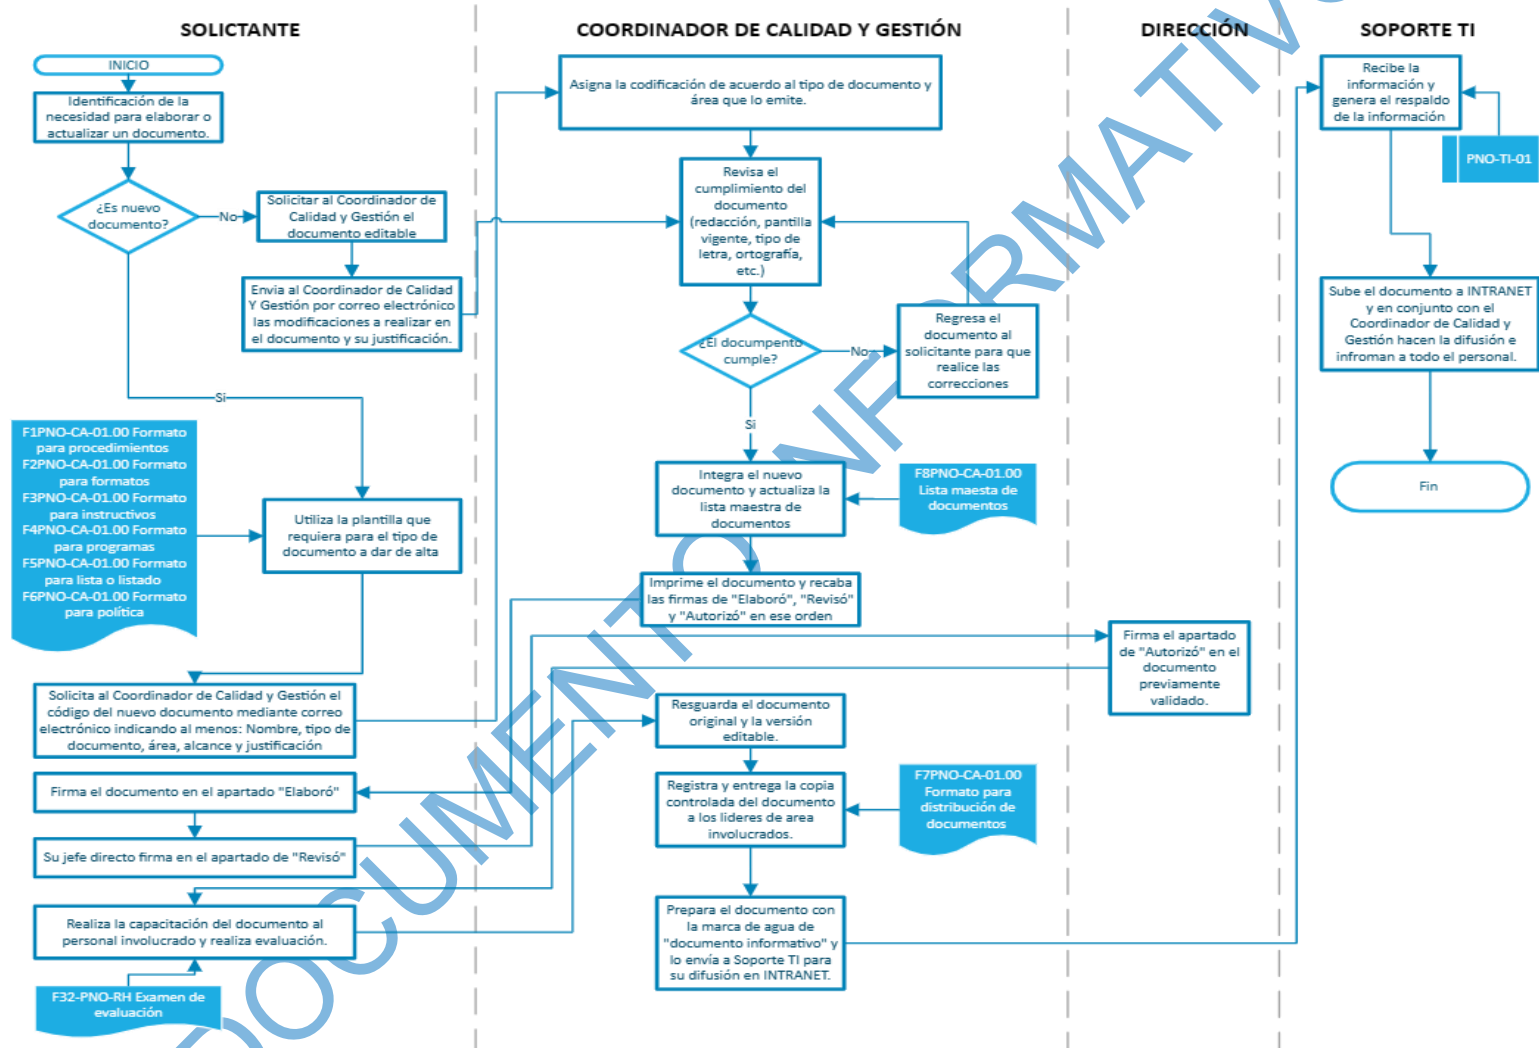 SOLICTANTE
INICIO
Identificación de la
necesidad para elaborar o
actualizar un documento.
¿Es nuevo
documento?
No
Solicitar al Coordinador de
Calidad y Gestión el
documento editable
Envia al Coordinador de Calidad
Y Gestión por correo electrónico
las modificaciones a realizar en
el documento y su justificación.
Si
F1PNO-CA-01.00 Formato
para procedimientos
F2PNO-CA-01.00 Formato
para formatos
F3PNO-CA-01.00 Formato
para instructivos
F4PNO-CA-01.00 Formato
para programas
F5PNO-CA-01.00 Formato
para lista o listado
F6PNO-CA-01.00 Formato
para política
Utiliza la plantilla que
requiera para el tipo de
documento a dar de alta
Solicita al Coordinador de Calidad y Gestión el
código del nuevo documento mediante correo
electrónico indicando al menos: Nombre, tipo de
documento, área, alcance y justificación
Firma el documento en el apartado "Elaboró"
Su jefe directo firma en el apartado de "Revisó"
Realiza la capacitación del documento al
personal involucrado y realiza evaluación.
F32-PNO-RH Examen de
evaluación
COORDINADOR DE CALIDAD Y GESTIÓN
Asigna la codificación de acuerdo al tipo de documento y
área que lo emite.
Revisa el
cumplimiento del
documento
(redacción, pantilla
vigente, tipo de
letra, ortografía,
etc.)
¿El documpento
cumple?
No
Regresa el
documento al
solicitante para que
realice las
correcciones
Si
Integra el nuevo
documento y actualiza la
lista maestra de
documentos
F8PNO-CA-01.00
Lista maesta de
documentos
Imprime el documento y recaba
las firmas de "Elaboró", "Revisó"
y "Autorizó" en ese orden
Resguarda el documento
original y la versión
editable.
Registra y entrega la copia
controlada del documento
a los lideres de area
involucrados.
F7PNO-CA-01.00
Formato para
distribución de
documentos
Prepara el documento con
la marca de agua de
"documento informativo" y
lo envía a Soporte TI para
su difusión en INTRANET.
DIRECCIÓN
Firma el apartado
de "Autorizó" en el
documento
previamente
validado.
SOPORTE TI
Recibe la
información y
genera el respaldo
de la información
PNO-TI-01
Sube el documento a INTRANET
y en conjunto con el
Coordinador de Calidad y
Gestión hacen la difusión e
infroman a todo el personal.
Fin
DOCUMENTO INFORMATIVO